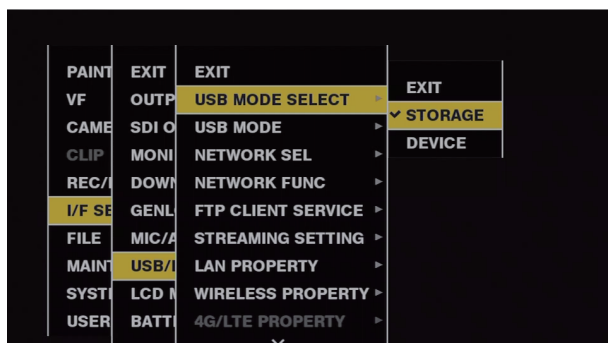 PAINT
VF
CAME
CLIP
REC/
I/F SE
FILE
MAIN
SYST
USER
EXIT
OUTP
SDI O
MONI
DOWN
GENL
MIC/A
USB/
LCD
BATT
EXIT
USB MODE SELECT
USB MODE
NETWORK SEL
NETWORK FUNC
FTP CLIENT SERVICE
STREAMING SETTING
LAN PROPERTY
WIRELESS PROPERTY
4G/LTE PROPERTY
EXIT
STORAGE
DEVICE